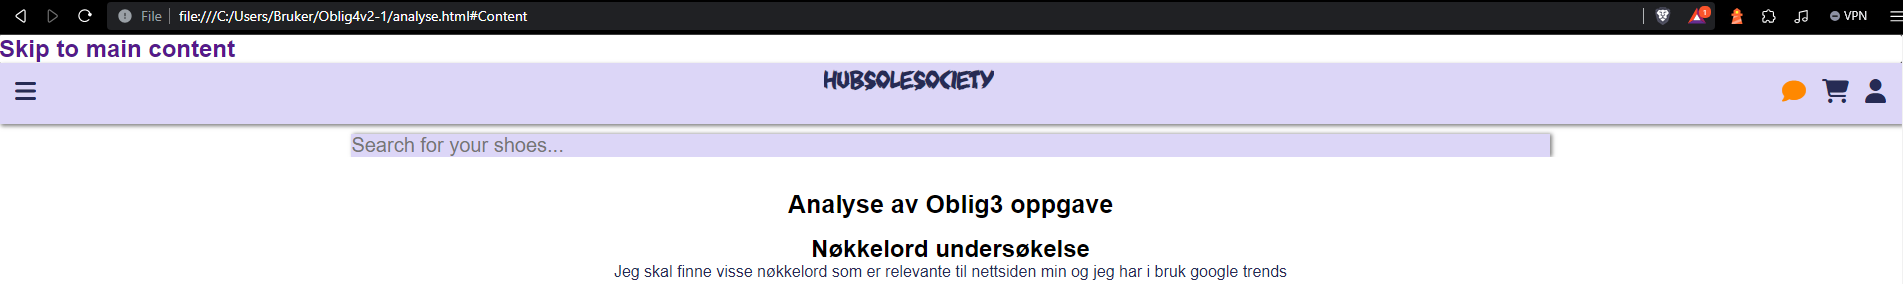 File file:///C:/Users/Bruker/Oblig4v2-1/analyse.html#Content 1 VPN
Skip to main content
HUBSOLESOCIETY
Search for your shoes...
Analyse av Oblig3 oppgave
Nøkkelord undersøkelse
Jeg skal finne visse nøkkelord som er relevante til nettsiden min og jeg har i bruk google trends